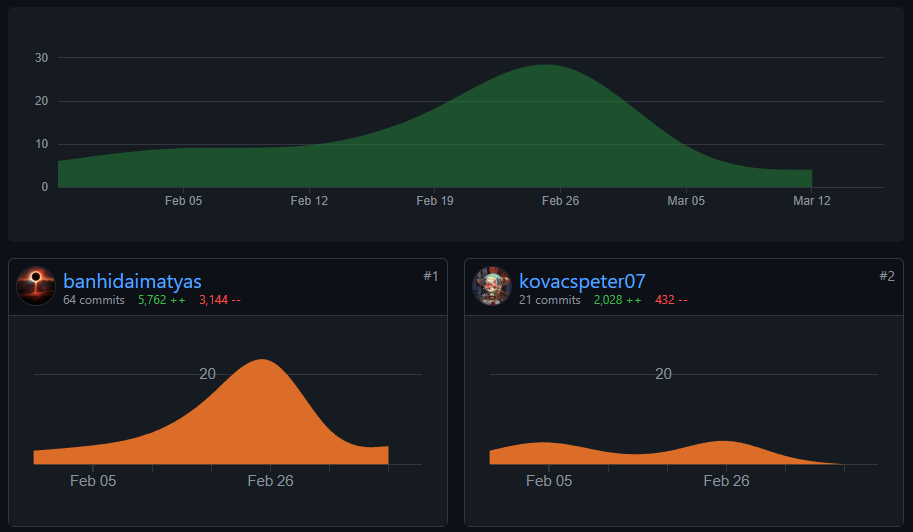 30
20
10
0
Feb 05 Feb 12 Feb 19 Feb 26 Mar 05 Mar 12
banhidaimatyas #1
64 commits 5,762 ++ 3,144 --
20
Feb 05 Feb 26
kovacspeter07 #2
21 commits 2,028 ++ 432 --
20
Feb 05 Feb 26